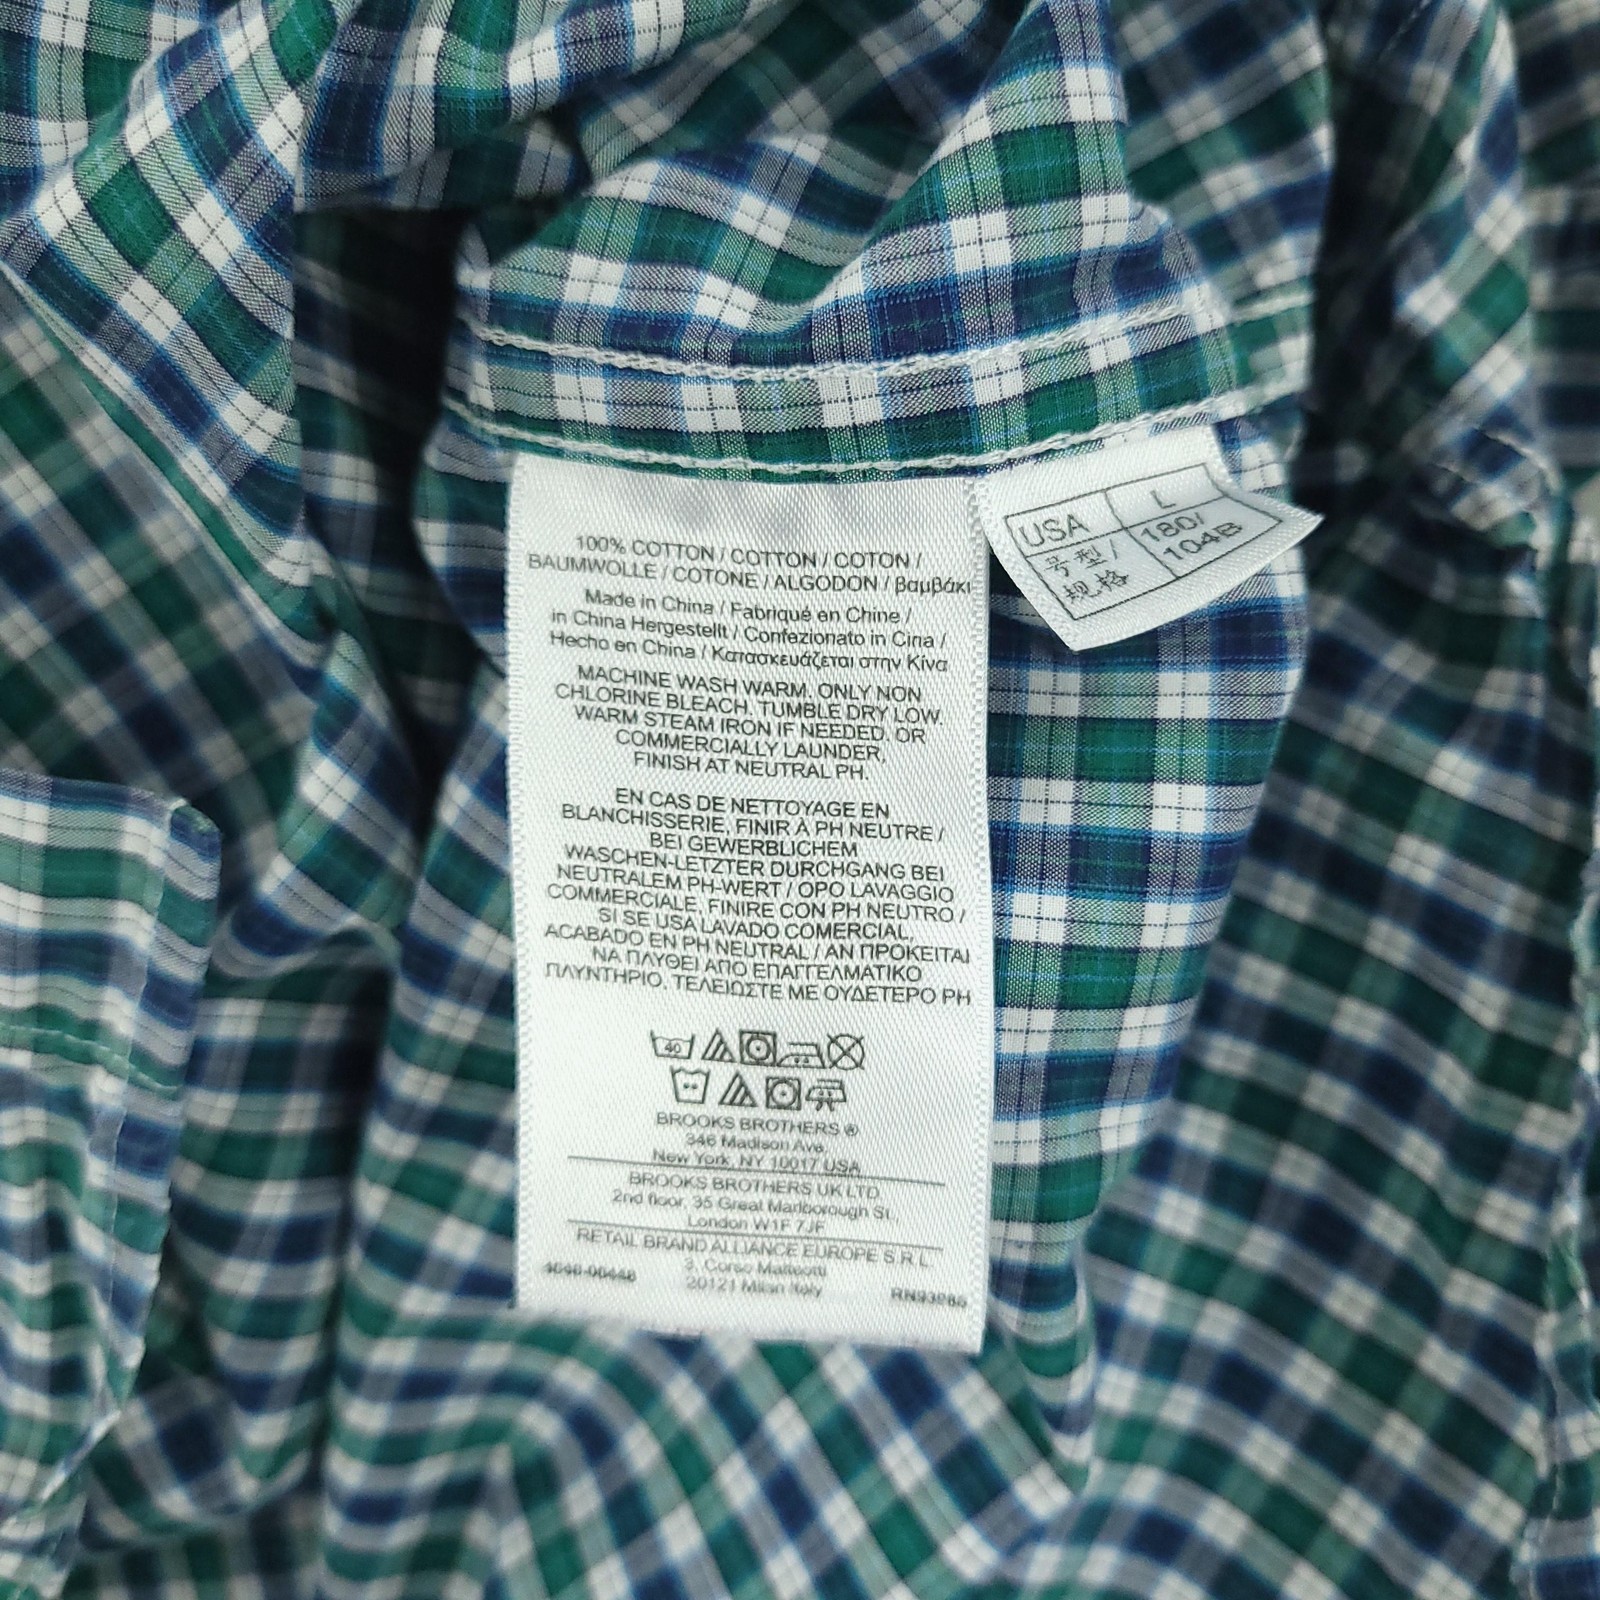 100% COTTON / COTTON / COTON /
BAUMWOLLE / COTONE / ALGODON / βαμβάκι
Made in China / Fabriqué en Chine /
in China Hergestellt / Confezionato in Cina /
Hecho en China / Κατασκευάζεται στην Κίνα
MACHINE WASH WARM. ONLY NON
CHLORINE BLEACH. TUMBLE DRY LOW.
WARM STEAM IRON IF NEEDED. OR
COMMERCIALLY LAUNDER,
FINISH AT NEUTRAL PH.
EN CAS DE NETTOYAGE EN
BLANCHISSERIE, FINIR À PH NEUTRE /
BEI GEWERBLICHEM
WASCHEN-LETZTER DURCHGANG BEI
NEUTRALEM PH-WERT / OPO LAVAGGIO
COMMERCIALE, FINIRE CON PH NEUTRO /
SI SE USA LAVADO COMERCIAL,
ACABADO EN PH NEUTRAL / ΑΝ ΠΡΟΚΕΙΤΑΙ
ΝΑ ΠΛΥΘΕΙ ΑΠΟ ΕΠΑΓΓΕΛΜΑΤΙΚΟ
ΠΛΥΝΤΗΡΙΟ, ΤΕΛΕΙΩΣΤΕ ΜΕ ΟΥΔΕΤΕΡΟ PH
40
BROOKS BROTHERS ®
346 Madison Ave.
New York, NY 10017 USA
BROOKS BROTHERS UK LTD.
2nd floor, 35 Great Marlborough St.,
London W1F 7JF
RETAIL BRAND ALLIANCE EUROPE S.R.L.
3, Corso Matteotti
20121 Milan Italy
USA L
号型/ 180/
规格 104B